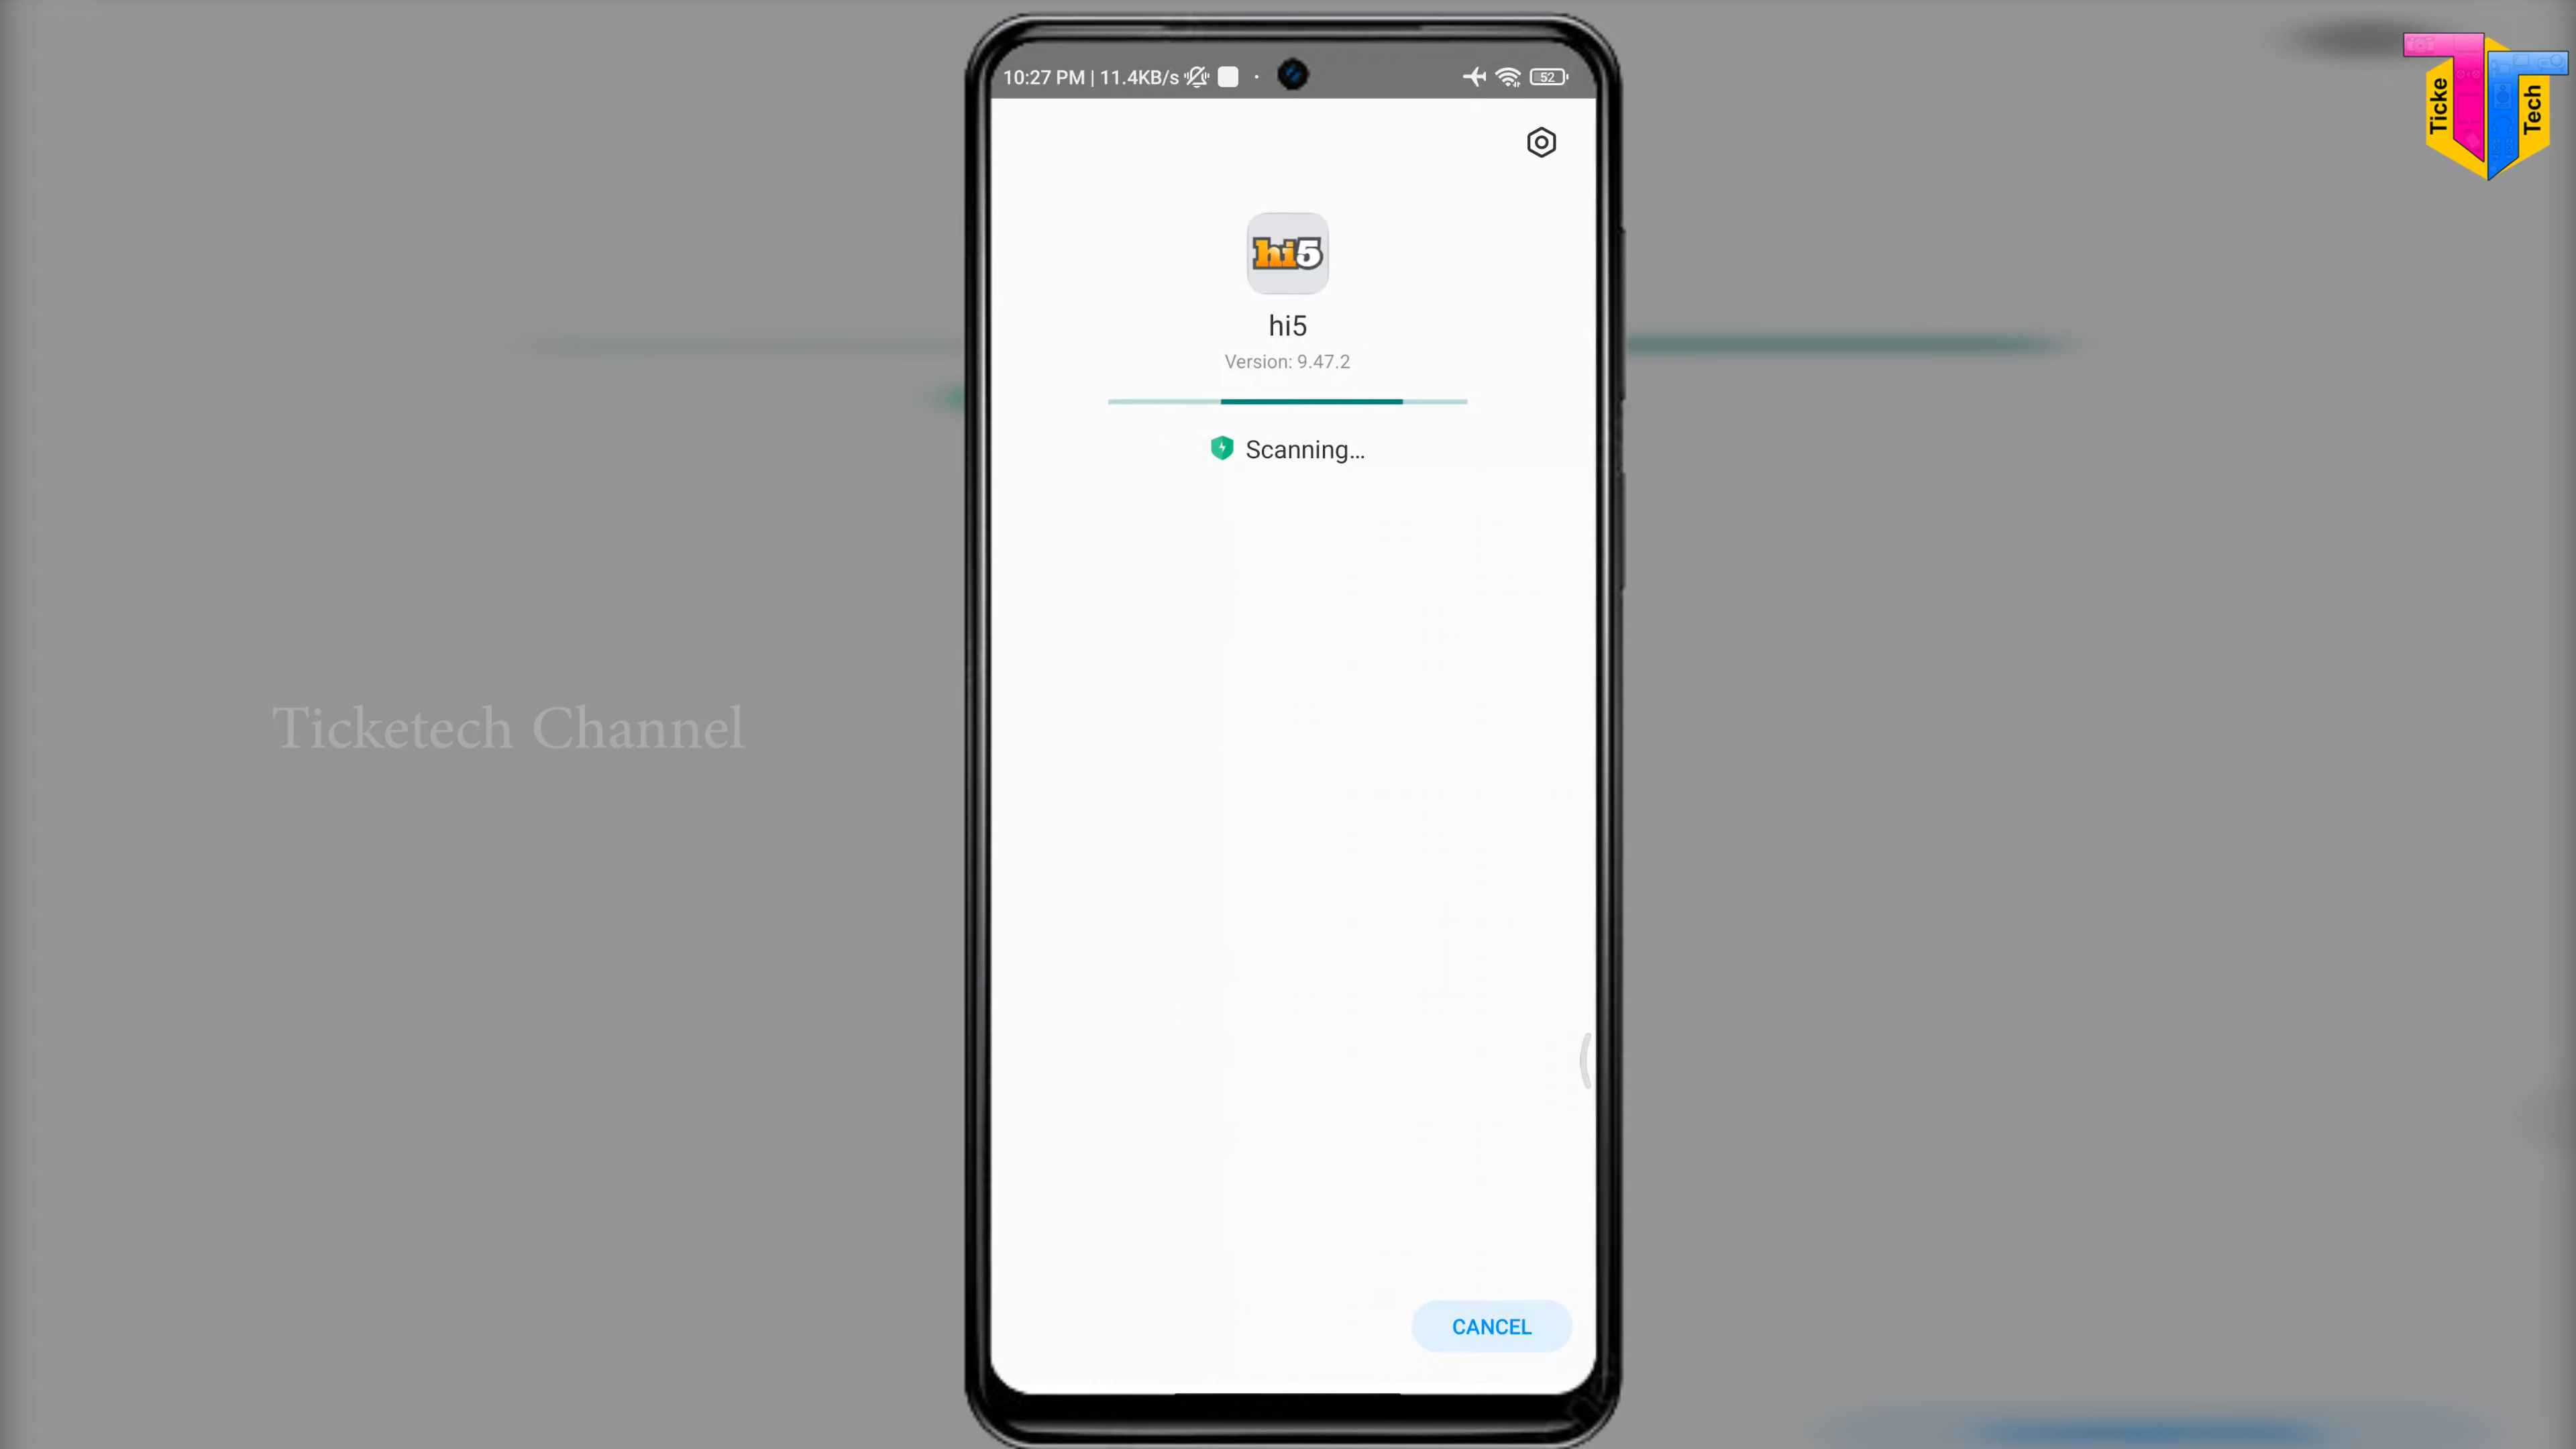 10:27 PM | 11.4KB/s
52
Ticke
Tech
hi5
hi5
Version: 9.47.2
Scanning...
Ticketech Channel
CANCEL